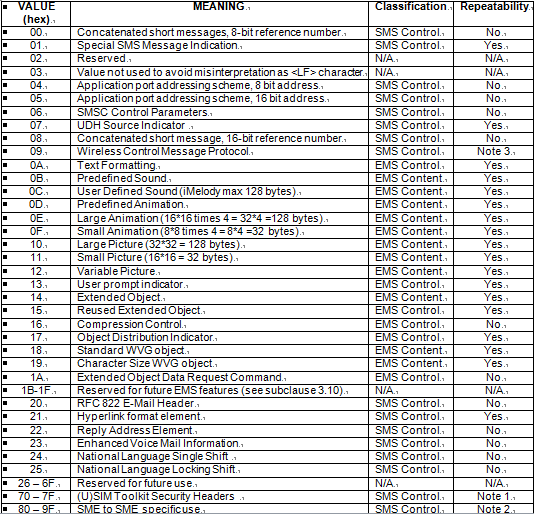 VALUE (hex) MEANING Classification Repeatability
00 Concatenated short messages, 8-bit reference number SMS Control No
01 Special SMS Message Indication SMS Control Yes
02 Reserved N/A N/A
03 Value not used to avoid misinterpretation as <LF> character N/A N/A
04 Application port addressing scheme, 8 bit address SMS Control No
05 Application port addressing scheme, 16 bit address SMS Control No
06 SMSC Control Parameters SMS Control No
07 UDH Source Indicator SMS Control Yes
08 Concatenated short message, 16-bit reference number SMS Control No
09 Wireless Control Message Protocol SMS Control Note 3
0A Text Formatting EMS Control Yes
0B Predefined Sound EMS Content Yes
0C User Defined Sound (iMelody max 128 bytes) EMS Content Yes
0D Predefined Animation EMS Content Yes
0E Large Animation (16*16 times 4 = 32*4 =128 bytes) EMS Content Yes
0F Small Animation (8*8 times 4 = 8*4 =32 bytes) EMS Content Yes
10 Large Picture (32*32 = 128 bytes) EMS Content Yes
11 Small Picture (16*16 = 32 bytes) EMS Content Yes
12 Variable Picture EMS Content Yes
13 User prompt indicator EMS Control Yes
14 Extended Object EMS Content Yes
15 Reused Extended Object EMS Control Yes
16 Compression Control EMS Control No
17 Object Distribution Indicator EMS Control Yes
18 Standard WVG object EMS Content Yes
19 Character Size WVG object EMS Content Yes
1A Extended Object Data Request Command EMS Control No
1B-1F Reserved for future EMS features (see subclause 3.10) N/A N/A
20 RFC 822 E-Mail Header SMS Control No
21 Hyperlink format element SMS Control Yes
22 Reply Address Element SMS Control No
23 Enhanced Voice Mail Information SMS Control No
24 National Language Single Shift SMS Control No
25 National Language Locking Shift SMS Control No
26 – 6F Reserved for future use N/A N/A
70 – 7F (U)SIM Toolkit Security Headers SMS Control Note 1
80 – 9F SME to SME specific use SMS Control Note 2